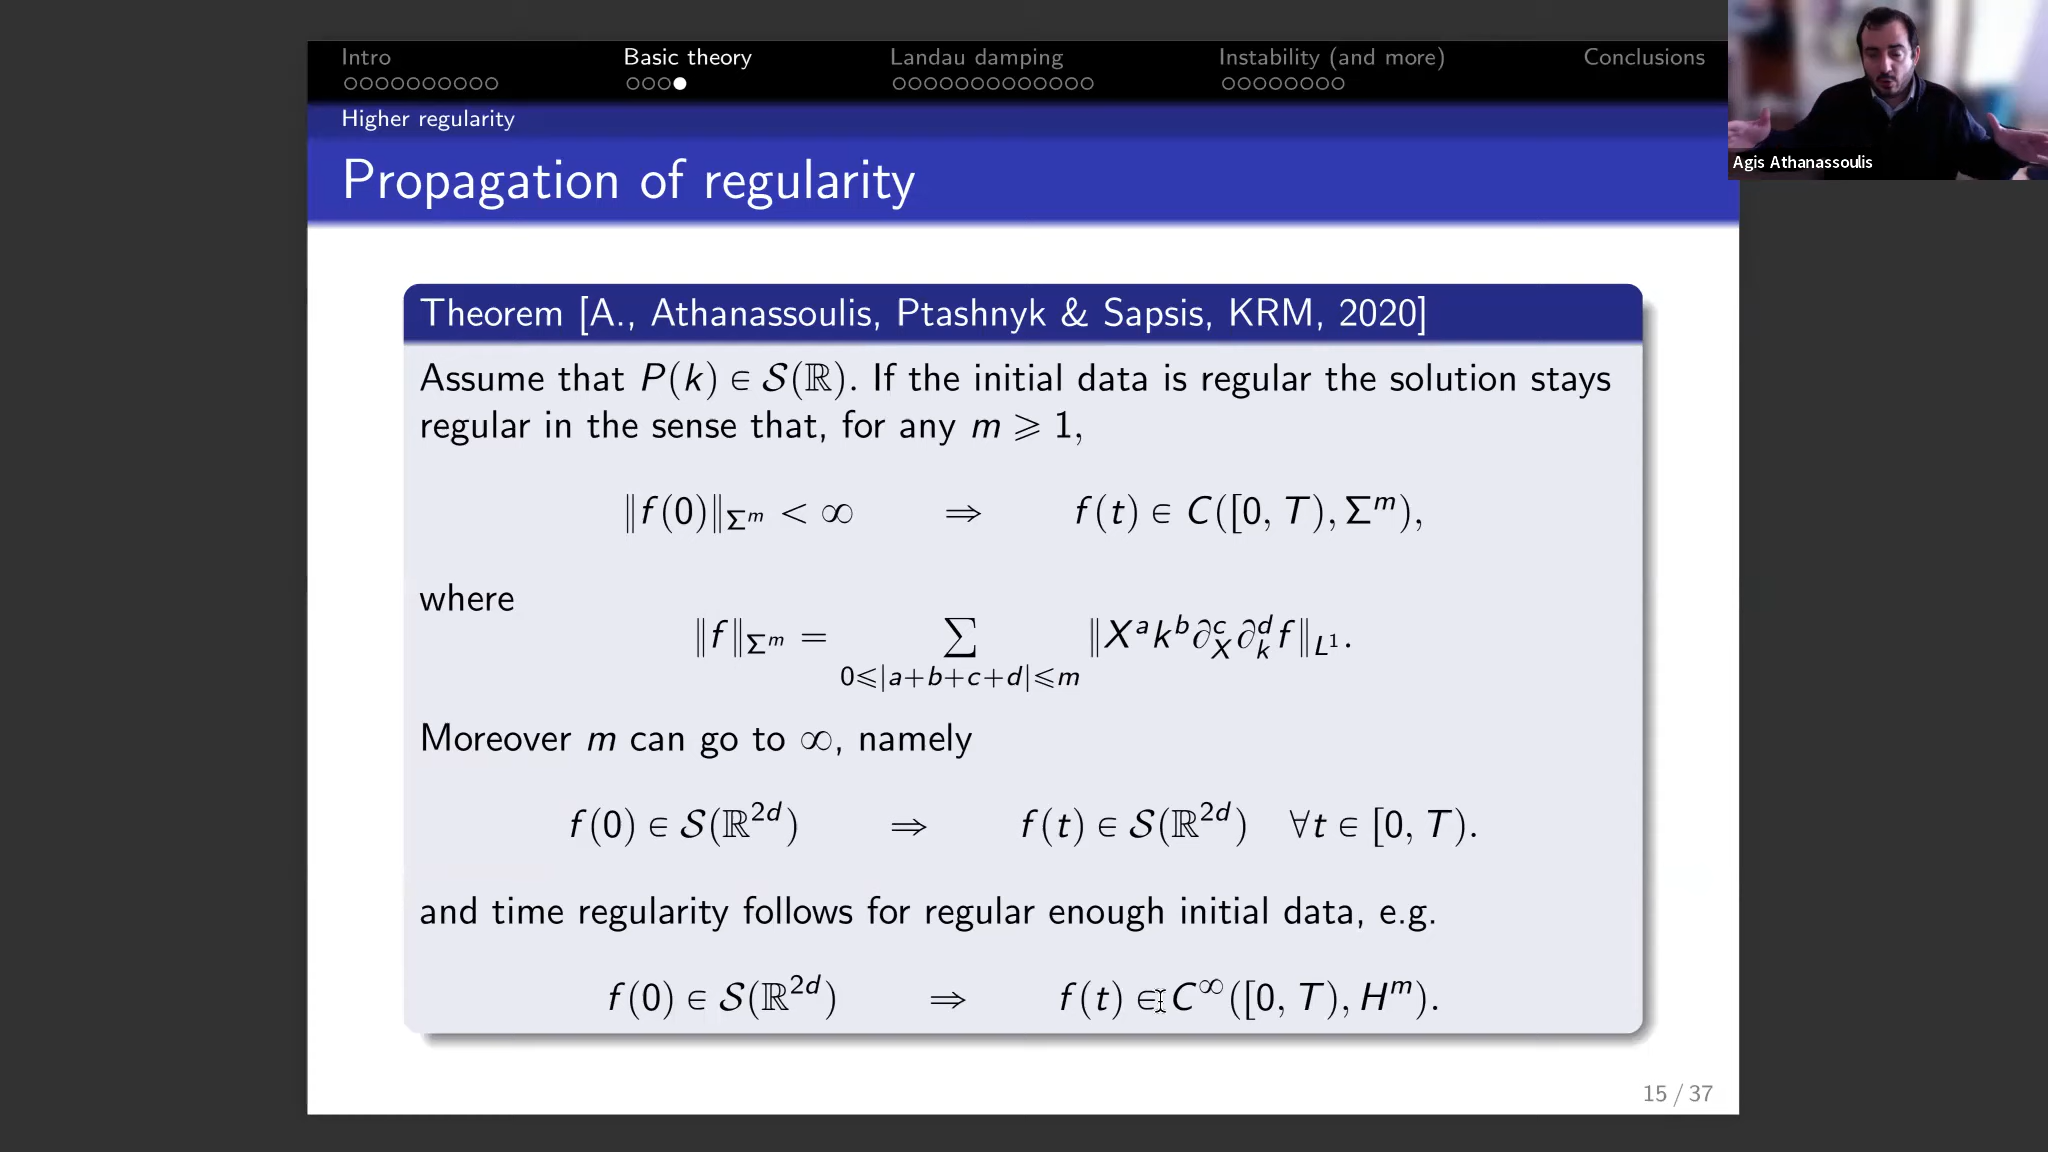 Intro Basic theory Landau damping Instability (and more) Conclusions
Higher regularity
Propagation of regularity
Agis Athanassoulis
Theorem [A., Athanassoulis, Ptashnyk & Sapsis, KRM, 2020]
Assume that P(k) ∈ 𝒮(ℝ). If the initial data is regular the solution stays
regular in the sense that, for any m ⩾ 1,
‖f(0)‖_{Σ^m} < ∞ ⇒ f(t) ∈ C([0, T), Σ^m),
where
‖f‖_{Σ^m} = ∑_{0⩽|a+b+c+d|⩽m} ‖X^a k^b ∂_X^c ∂_k^d f‖_{L^1}.
Moreover m can go to ∞, namely
f(0) ∈ 𝒮(ℝ^{2d}) ⇒ f(t) ∈ 𝒮(ℝ^{2d}) ∀t ∈ [0, T).
and time regularity follows for regular enough initial data, e.g.
f(0) ∈ 𝒮(ℝ^{2d}) ⇒ f(t) ∈ C^∞([0, T), H^m).
15 / 37